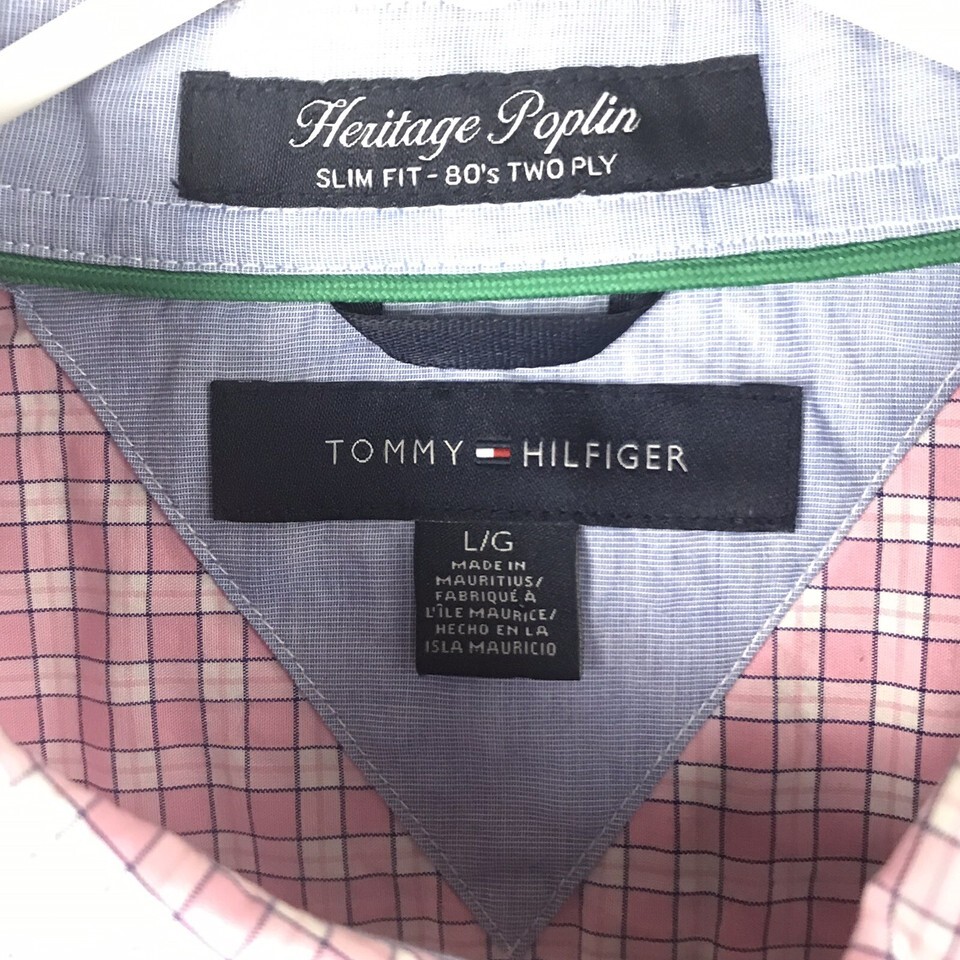 Heritage Poplin
SLIM FIT - 80's TWO PLY
TOMMY HILFIGER
L/G
MADE IN
MAURITIUS/
FABRIQUÉ À
L'ÎLE MAURICE/
HECHO EN LA
ISLA MAURICIO